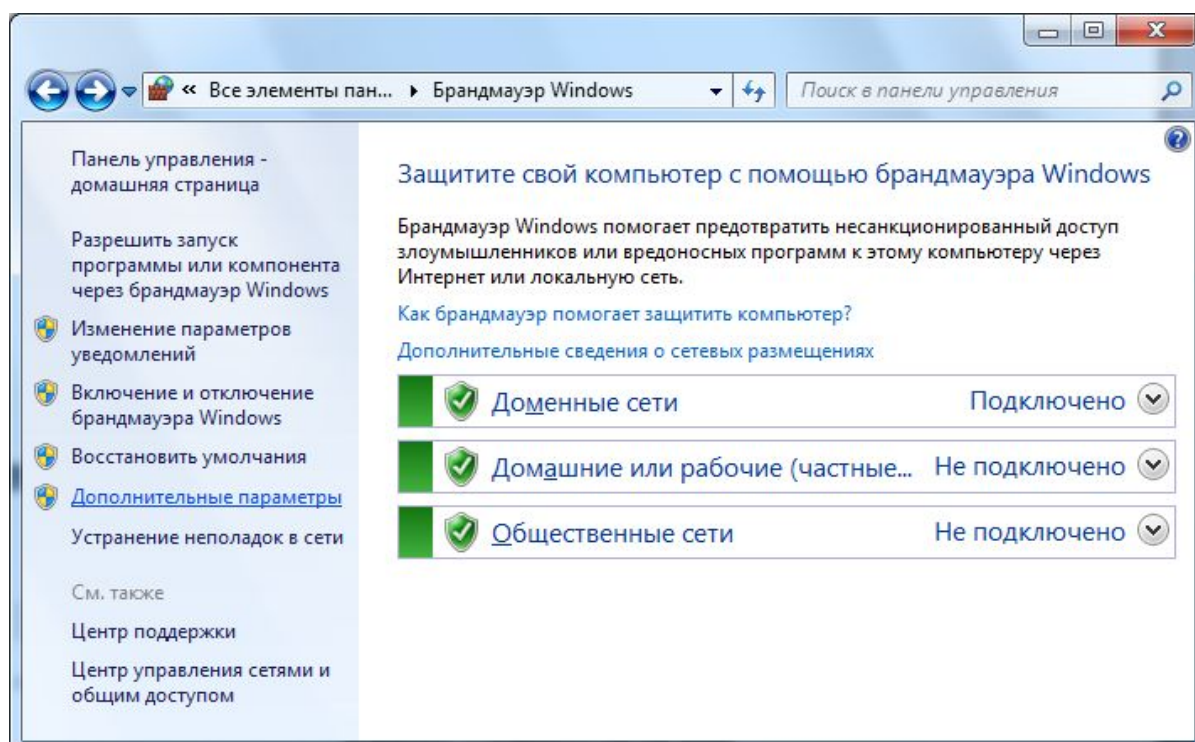 « Все элементы пан... ▸ Брандмауэр Windows
Поиск в панели управления
Панель управления -
домашняя страница
Разрешить запуск
программы или компонента
через брандмауэр Windows
Изменение параметров
уведомлений
Включение и отключение
брандмауэра Windows
Восстановить умолчания
Дополнительные параметры
Устранение неполадок в сети
См. также
Центр поддержки
Центр управления сетями и
общим доступом
Защитите свой компьютер с помощью брандмауэра Windows
Брандмауэр Windows помогает предотвратить несанкционированный доступ
злоумышленников или вредоносных программ к этому компьютеру через
Интернет или локальную сеть.
Как брандмауэр помогает защитить компьютер?
Дополнительные сведения о сетевых размещениях
Доменные сети Подключено
Домашние или рабочие (частные... Не подключено
Общественные сети Не подключено